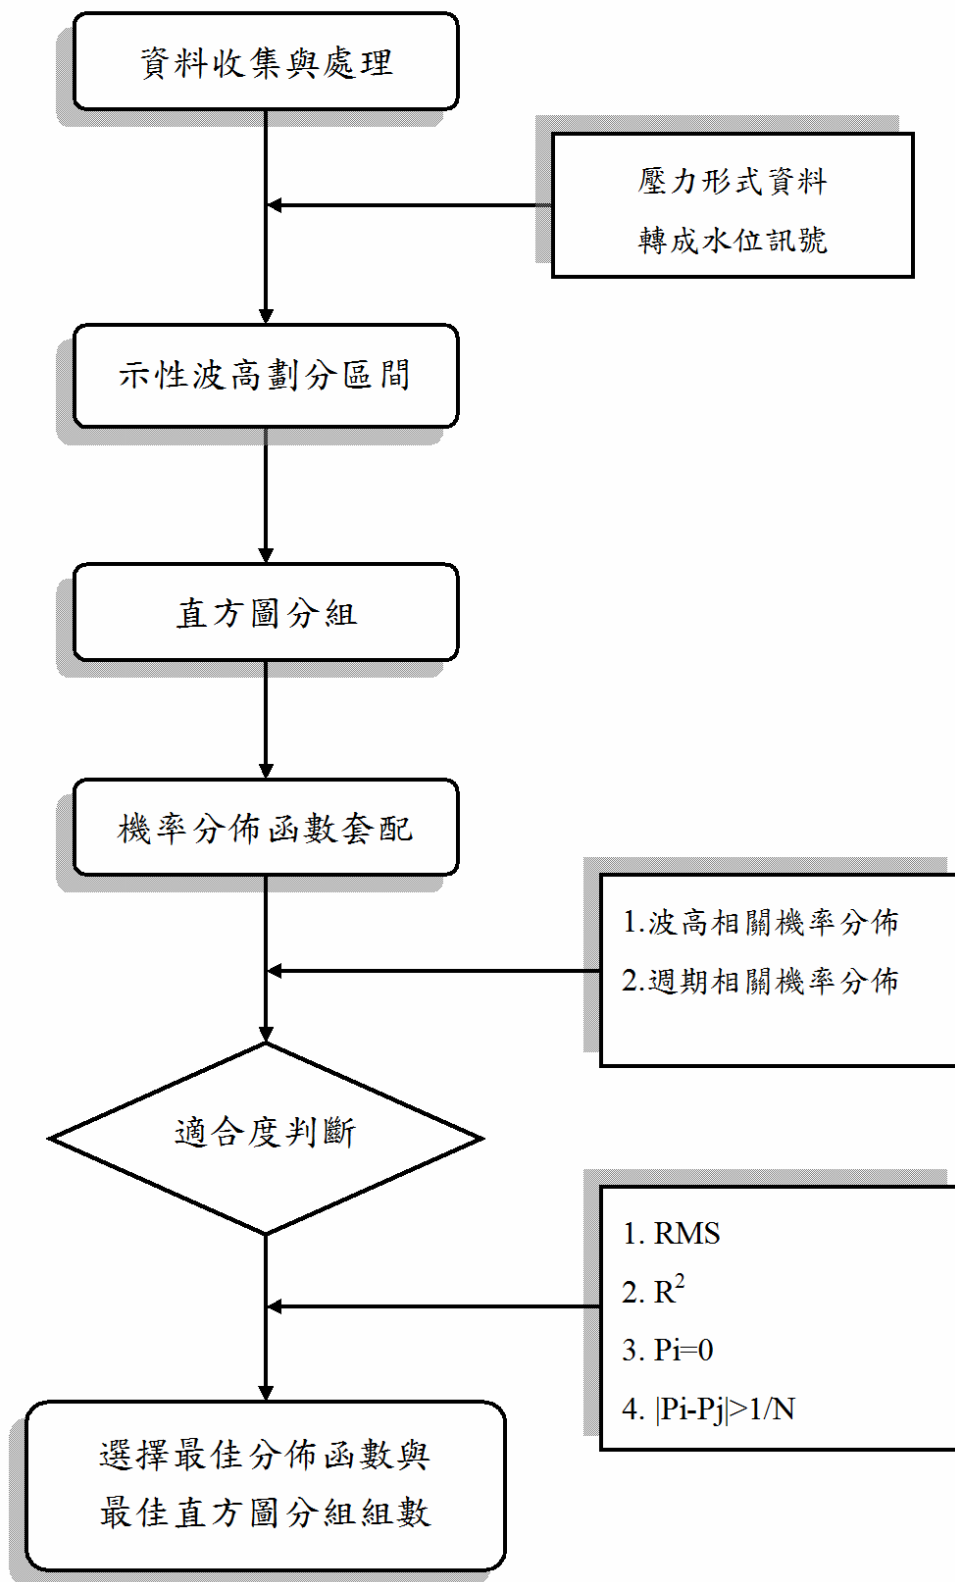 資料收集與處理
壓力形式資料
轉成水位訊號
示性波高劃分區間
直方圖分組
機率分佈函數套配
1.波高相關機率分佈
2.週期相關機率分佈
適合度判斷
1. RMS
2. R²
3. Pi=0
4. |Pi-Pj|>1/N
選擇最佳分佈函數與
最佳直方圖分組組數